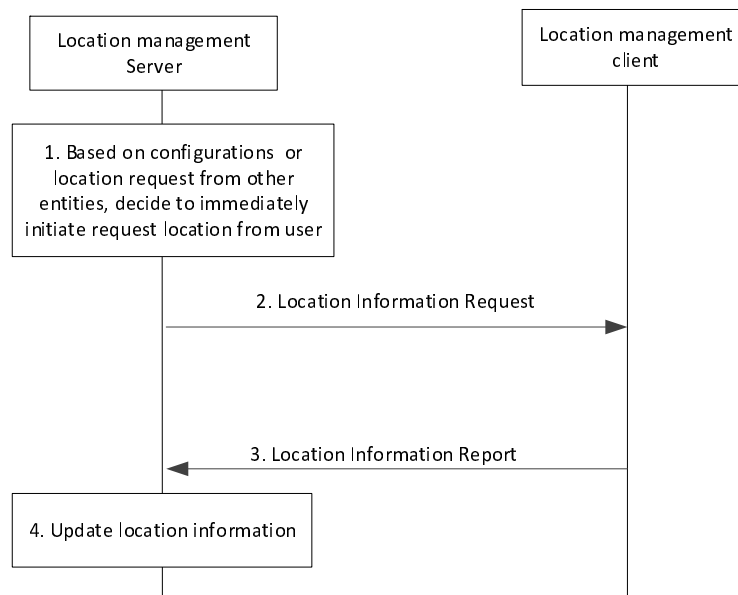 Location management
Server
Location management
client
1. Based on configurations or
location request from other
entities, decide to immediately
initiate request location from user
2. Location Information Request
3. Location Information Report
4. Update location information